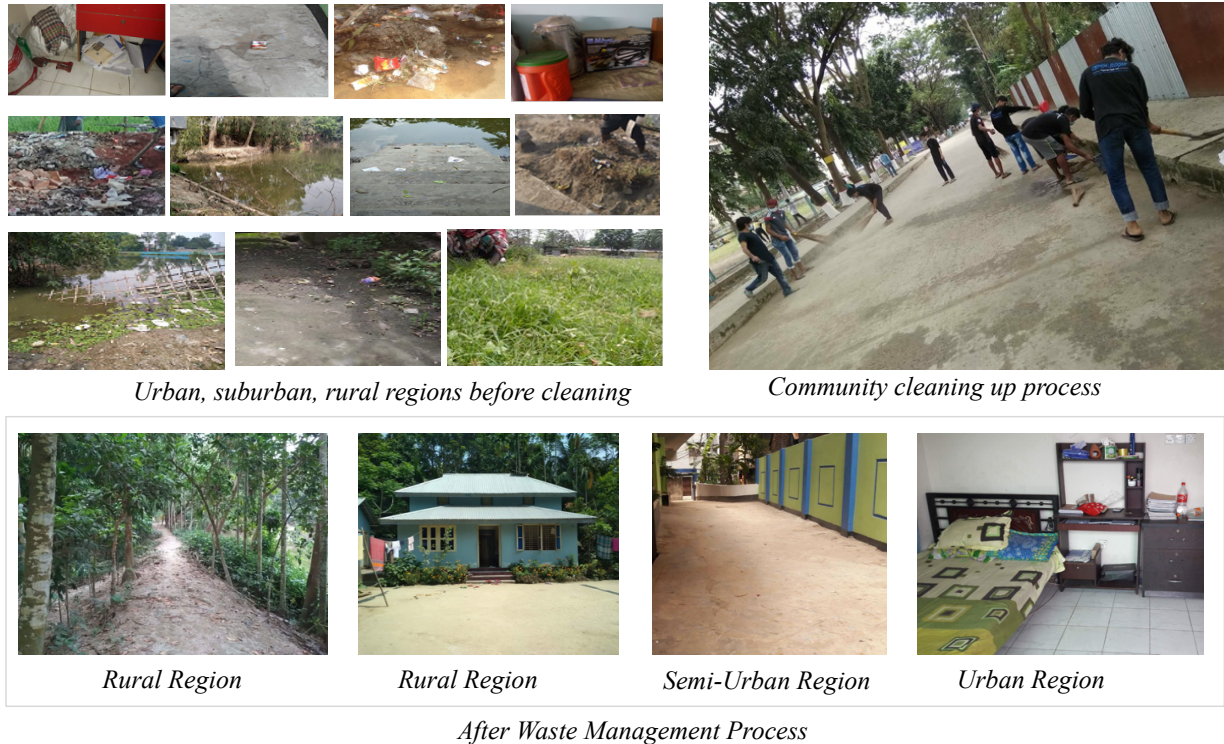 Urban, suburban, rural regions before cleaning
Community cleaning up process
Rural Region
Rural Region
Semi-Urban Region
Urban Region
After Waste Management Process